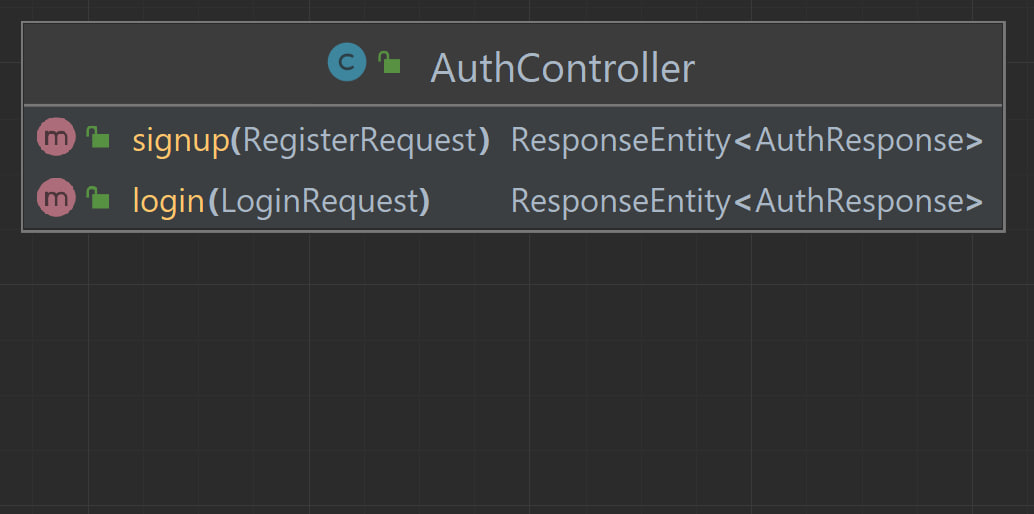 C AuthController
m signup(RegisterRequest) ResponseEntity<AuthResponse>
m login(LoginRequest) ResponseEntity<AuthResponse>